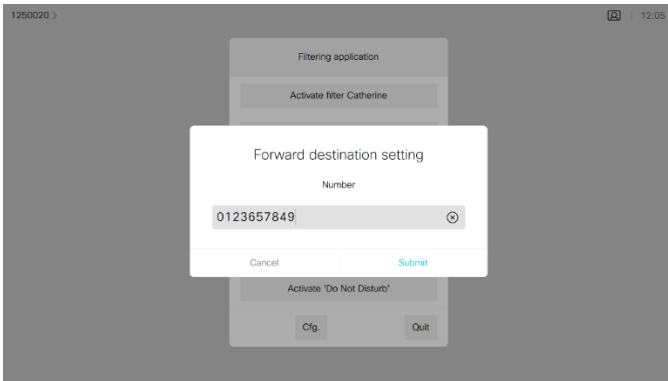 1250020 >
12:05
Filtering application
Activate filter Catherine
Forward destination setting
Number
0123657849
Cancel Submit
Activate 'Do Not Disturb'
Cfg. Quit